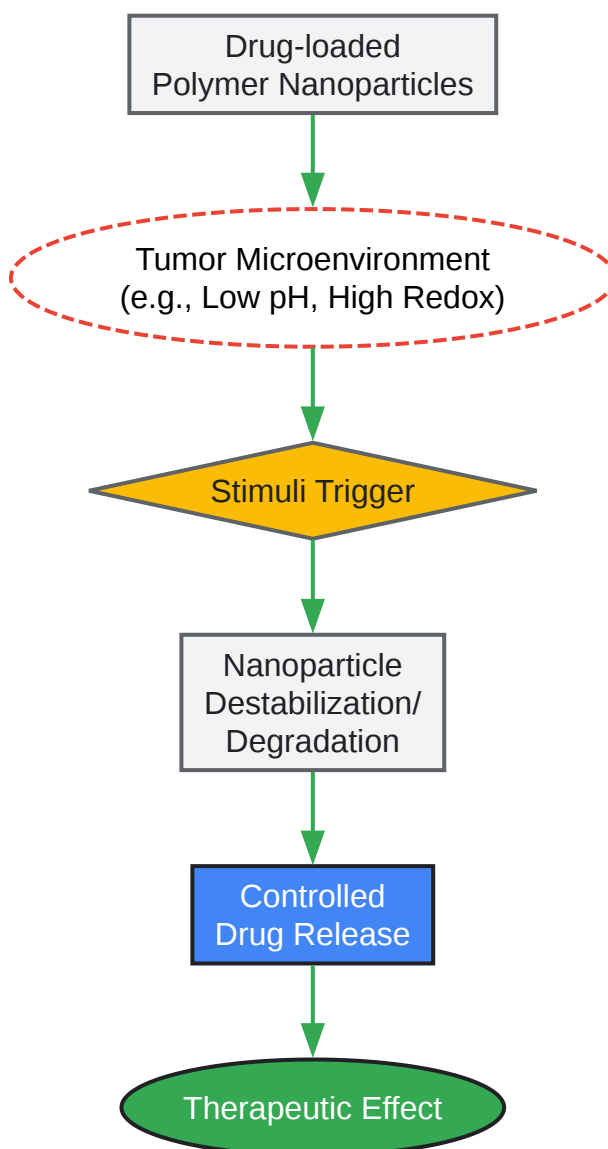 Drug-loaded
Polymer Nanoparticles
Tumor Microenvironment
(e.g., Low pH, High Redox)
Stimuli Trigger
Nanoparticle
Destabilization/
Degradation
Controlled
Drug Release
Therapeutic Effect